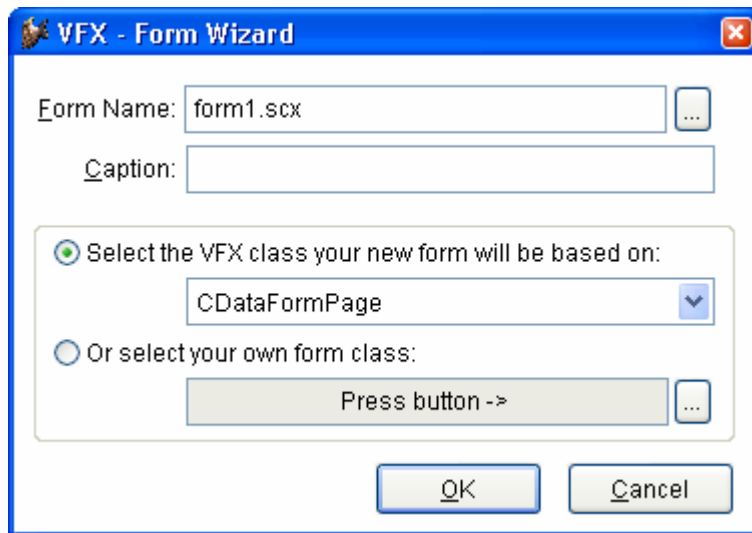 VFX - Form Wizard
Form Name: form1.scx ...
Caption:
Select the VFX class your new form will be based on:
CDataFormPage
Or select your own form class:
Press button -> ...
OK Cancel